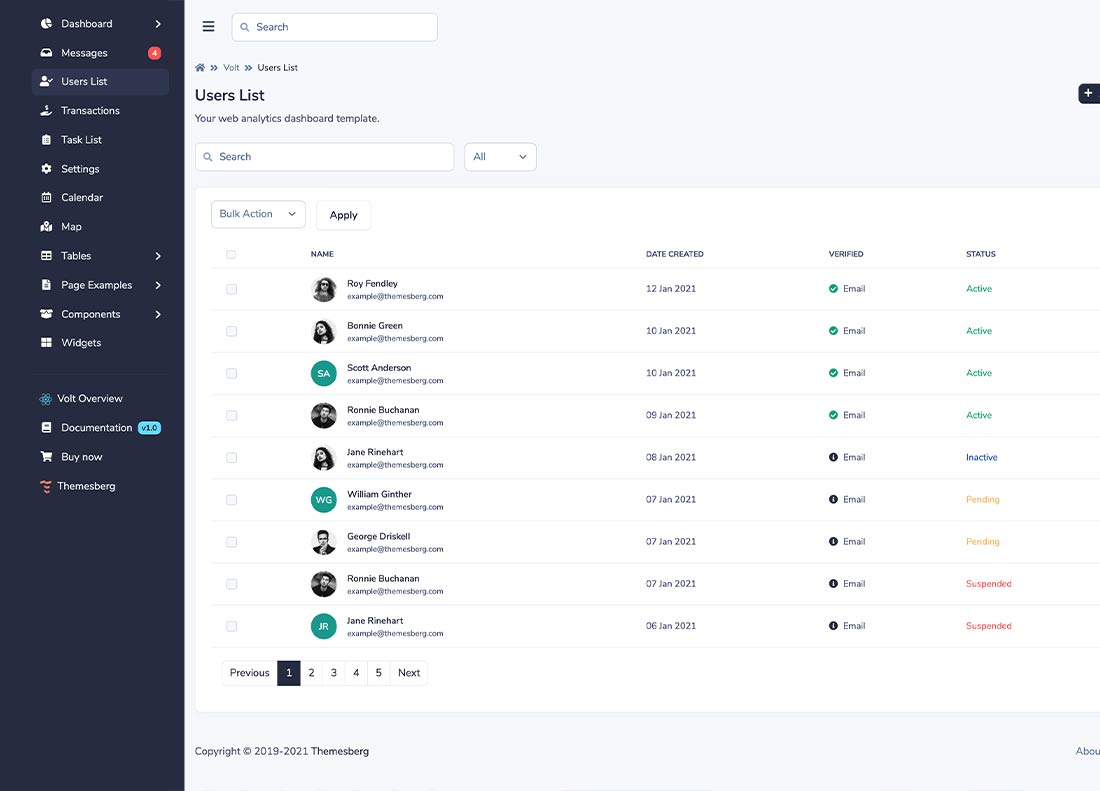 Dashboard
Messages 4
Users List
Transactions
Task List
Settings
Calendar
Map
Tables
Page Examples
Components
Widgets
Volt Overview
Documentation v1.0
Buy now
Themesberg
Search
Volt Users List
Users List
+
Your web analytics dashboard template.
Search All
Bulk Action Apply
NAME DATE CREATED VERIFIED STATUS
Roy Fendley
example@themesberg.com
12 Jan 2021 Email Active
Bonnie Green
example@themesberg.com
10 Jan 2021 Email Active
SA
Scott Anderson
example@themesberg.com
10 Jan 2021 Email Active
Ronnie Buchanan
example@themesberg.com
09 Jan 2021 Email Active
Jane Rinehart
example@themesberg.com
08 Jan 2021 Email Inactive
WG
William Ginther
example@themesberg.com
07 Jan 2021 Email Pending
George Driskell
example@themesberg.com
07 Jan 2021 Email Pending
Ronnie Buchanan
example@themesberg.com
07 Jan 2021 Email Suspended
JR
Jane Rinehart
example@themesberg.com
06 Jan 2021 Email Suspended
Previous 1 2 3 4 5 Next
Copyright © 2019-2021 Themesberg
Abou